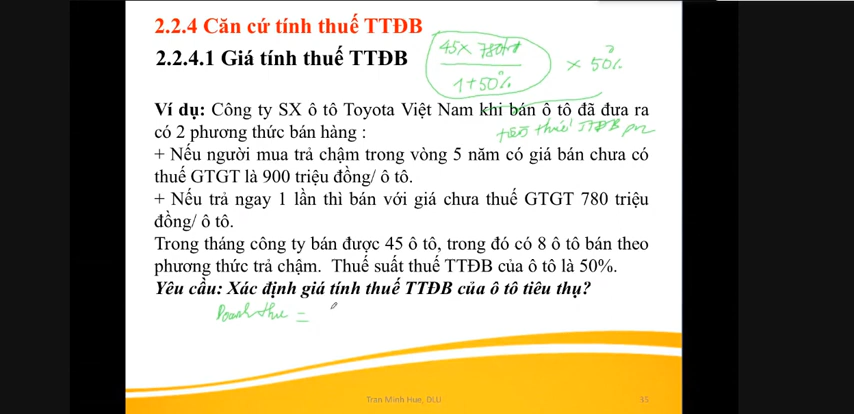 2.2.4 Căn cứ tính thuế TTĐB
2.2.4.1 Giá tính thuế TTĐB
45 x 780tr
1+50%
x 50%
Ví dụ: Công ty SX ô tô Toyota Việt Nam khi bán ô tô đã đưa ra
có 2 phương thức bán hàng :
tiền thuế TTĐB pn
+ Nếu người mua trả chậm trong vòng 5 năm có giá bán chưa có
thuế GTGT là 900 triệu đồng/ ô tô.
+ Nếu trả ngay 1 lần thì bán với giá chưa thuế GTGT 780 triệu
đồng/ ô tô.
Trong tháng công ty bán được 45 ô tô, trong đó có 8 ô tô bán theo
phương thức trả chậm. Thuế suất thuế TTĐB của ô tô là 50%.
Yêu cầu: Xác định giá tính thuế TTĐB của ô tô tiêu thụ?
Doanh thu =
Tran Minh Hue, DLU
35